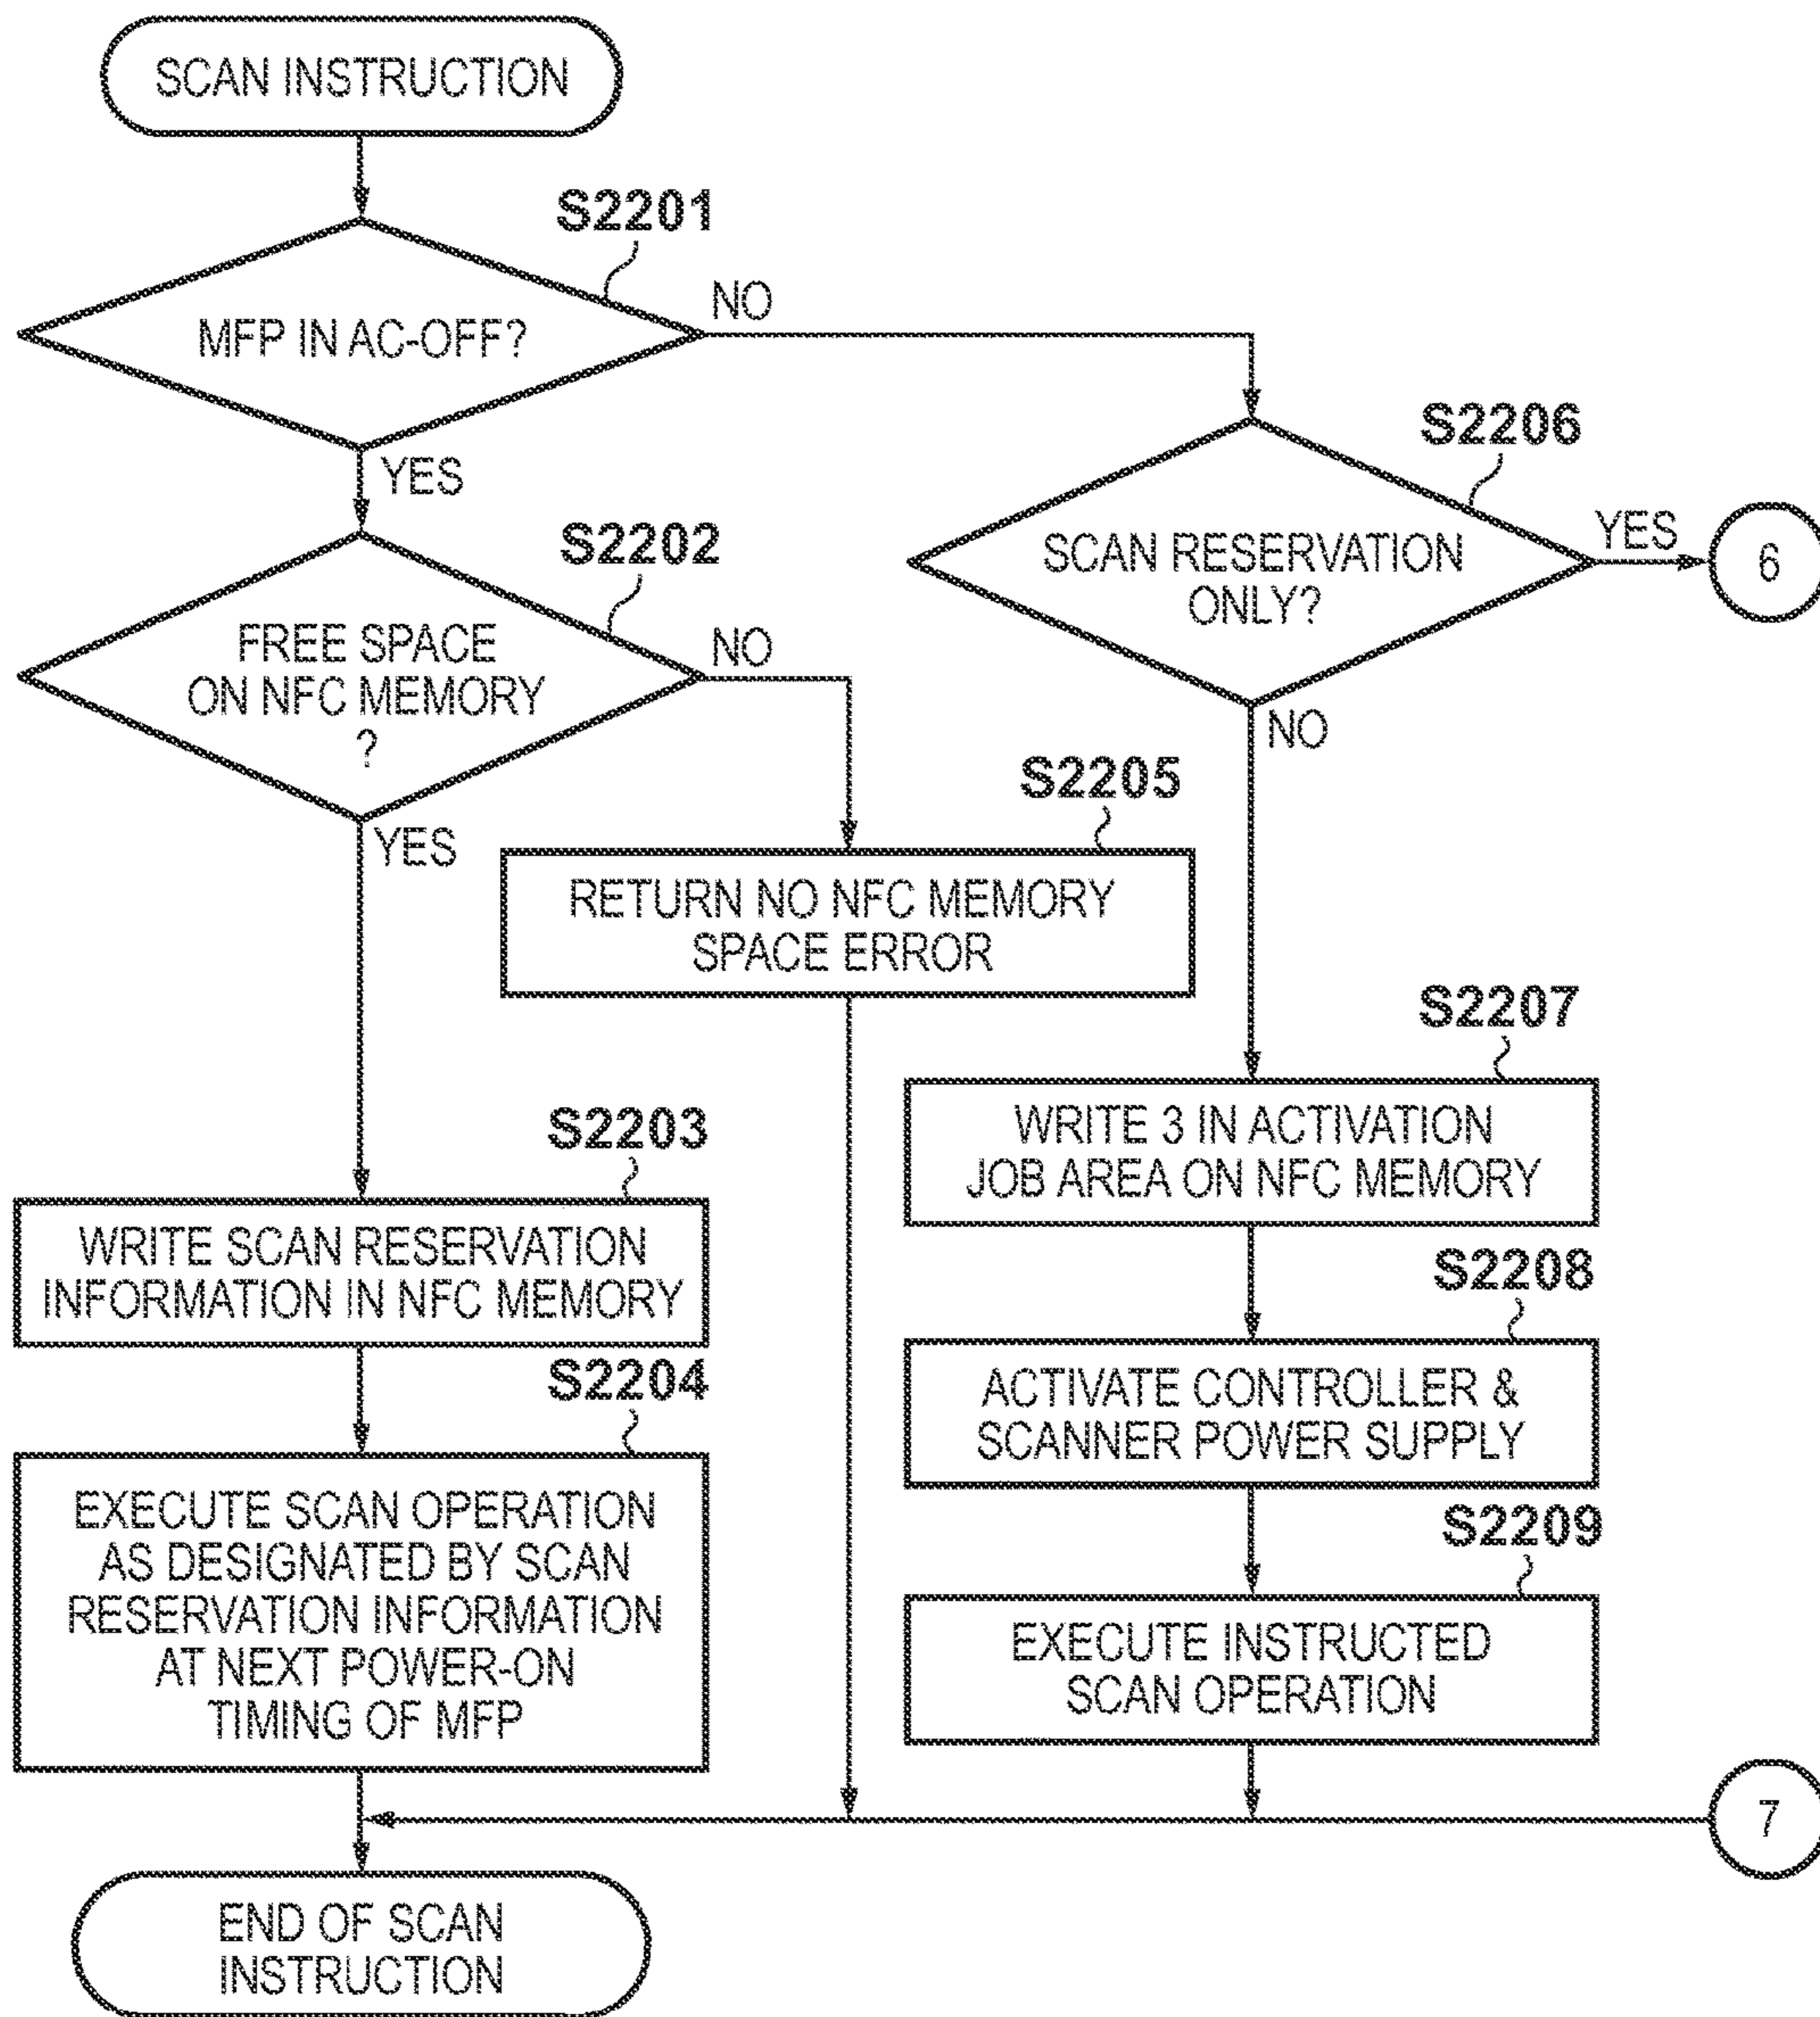 SCAN INSTRUCTION
S2201
MFP IN AC-OFF?
NO
YES
S2206
SCAN RESERVATION
ONLY?
YES
6
NO
S2202
FREE SPACE
ON NFC MEMORY
?
NO
YES
S2205
RETURN NO NFC MEMORY
SPACE ERROR
S2207
WRITE 3 IN ACTIVATION
JOB AREA ON NFC MEMORY
S2203
WRITE SCAN RESERVATION
INFORMATION IN NFC MEMORY
S2208
ACTIVATE CONTROLLER &
SCANNER POWER SUPPLY
S2204
EXECUTE SCAN OPERATION
AS DESIGNATED BY SCAN
RESERVATION INFORMATION
AT NEXT POWER-ON
TIMING OF MFP
S2209
EXECUTE INSTRUCTED
SCAN OPERATION
7
END OF SCAN
INSTRUCTION